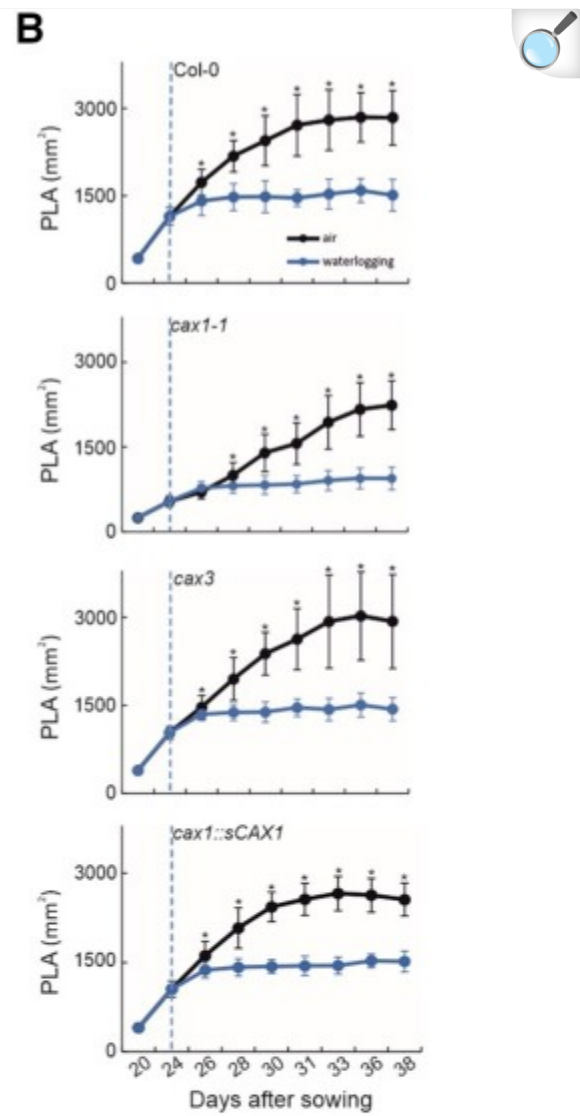 B
Col-0
3000
1500
0
PLA (mm²)
air
waterlogging
* * * * * * *
cax1-1
3000
1500
0
PLA (mm²)
* * * * * *
cax3
3000
1500
0
PLA (mm²)
* * * * * * *
cax1::sCAX1
3000
1500
0
PLA (mm²)
* * * * * * *
20 24 26 28 30 31 33 36 38
Days after sowing